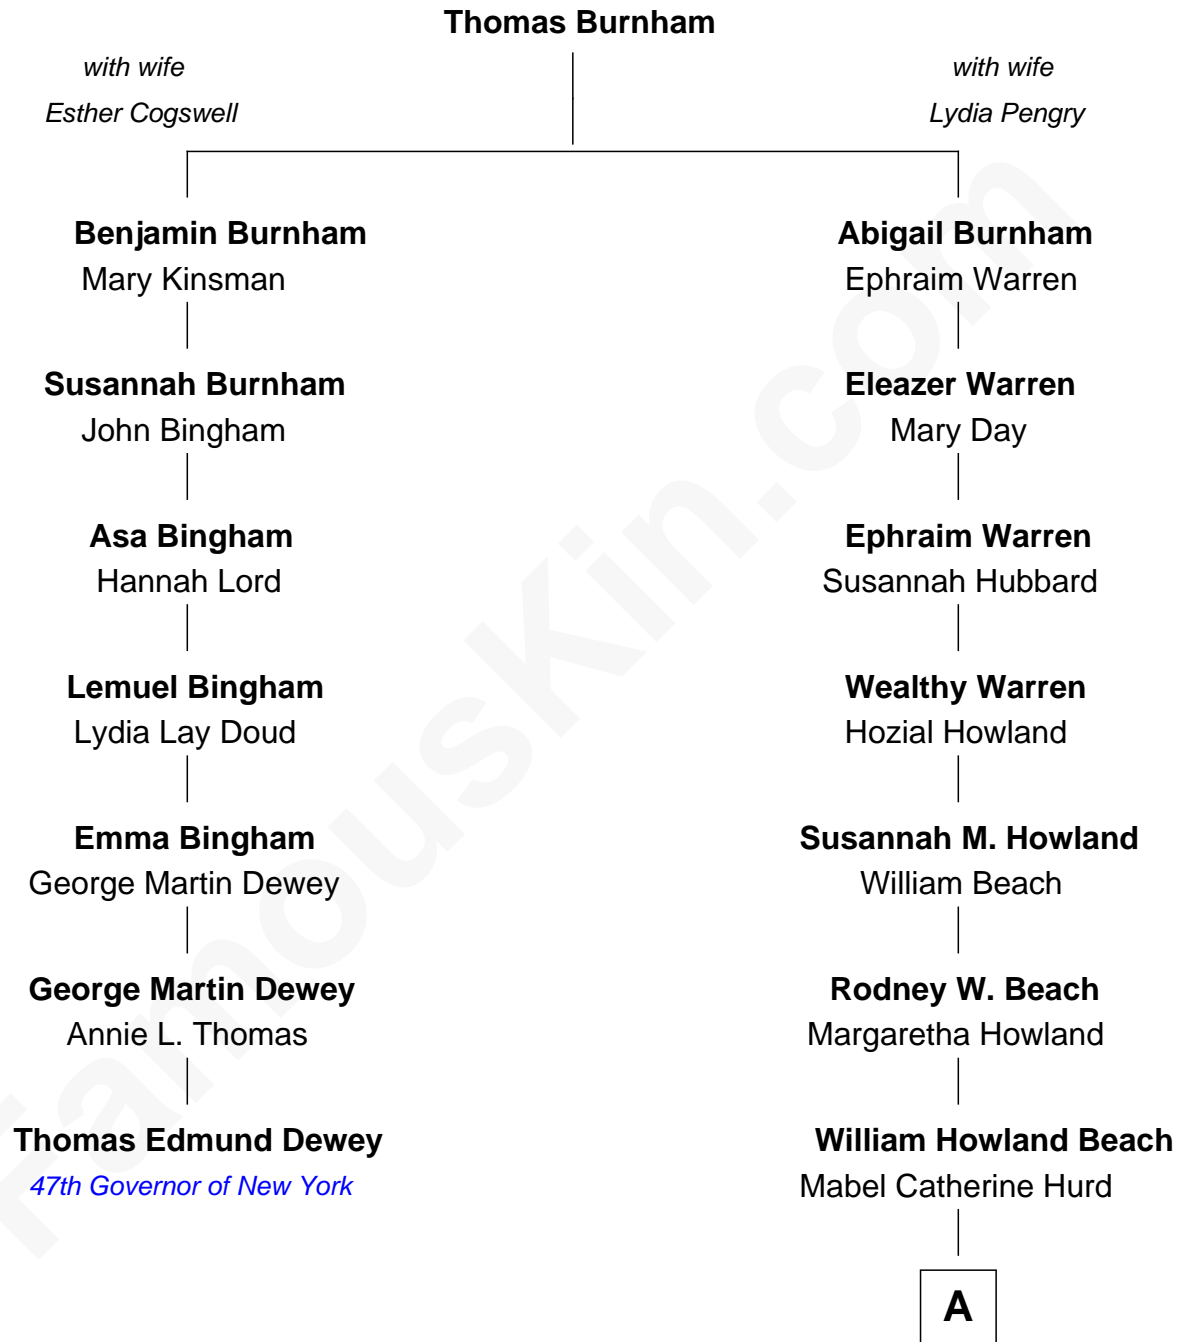 Thomas Burnham
with wife
Esther Cogswell
with wife
Lydia Pengry
Benjamin Burnham
Mary Kinsman
Abigail Burnham
Ephraim Warren
Susannah Burnham
John Bingham
Eleazer Warren
Mary Day
Asa Bingham
Hannah Lord
Ephraim Warren
Susannah Hubbard
Lemuel Bingham
Lydia Lay Doud
Wealthy Warren
Hozial Howland
Emma Bingham
George Martin Dewey
Susannah M. Howland
William Beach
George Martin Dewey
Annie L. Thomas
Rodney W. Beach
Margaretha Howland
Thomas Edmund Dewey
47th Governor of New York
William Howland Beach
Mabel Catherine Hurd
A
FamousKin.com